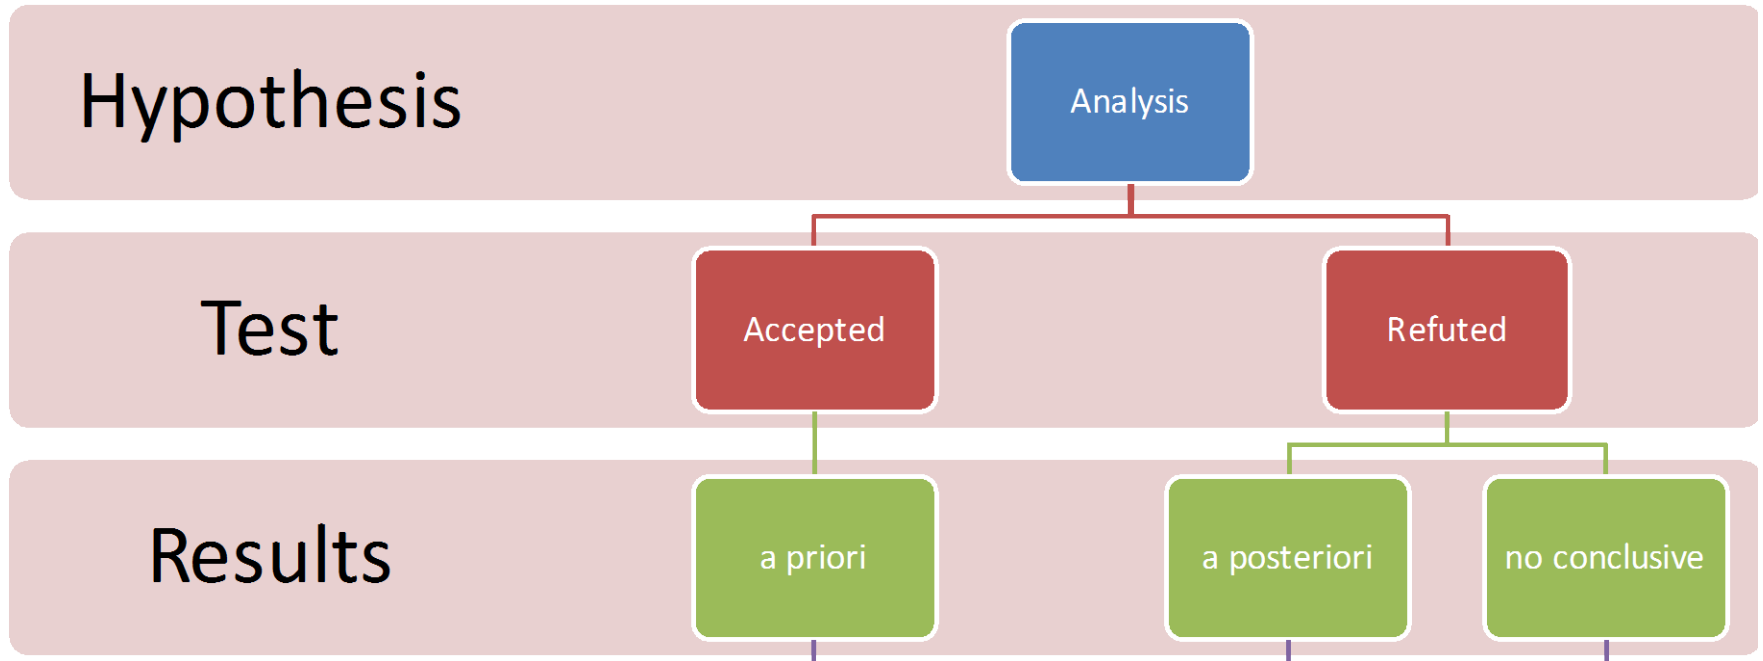 Hypothesis
Analysis
Test
Accepted
Refuted
Results
a priori
a posteriori
no conclusive